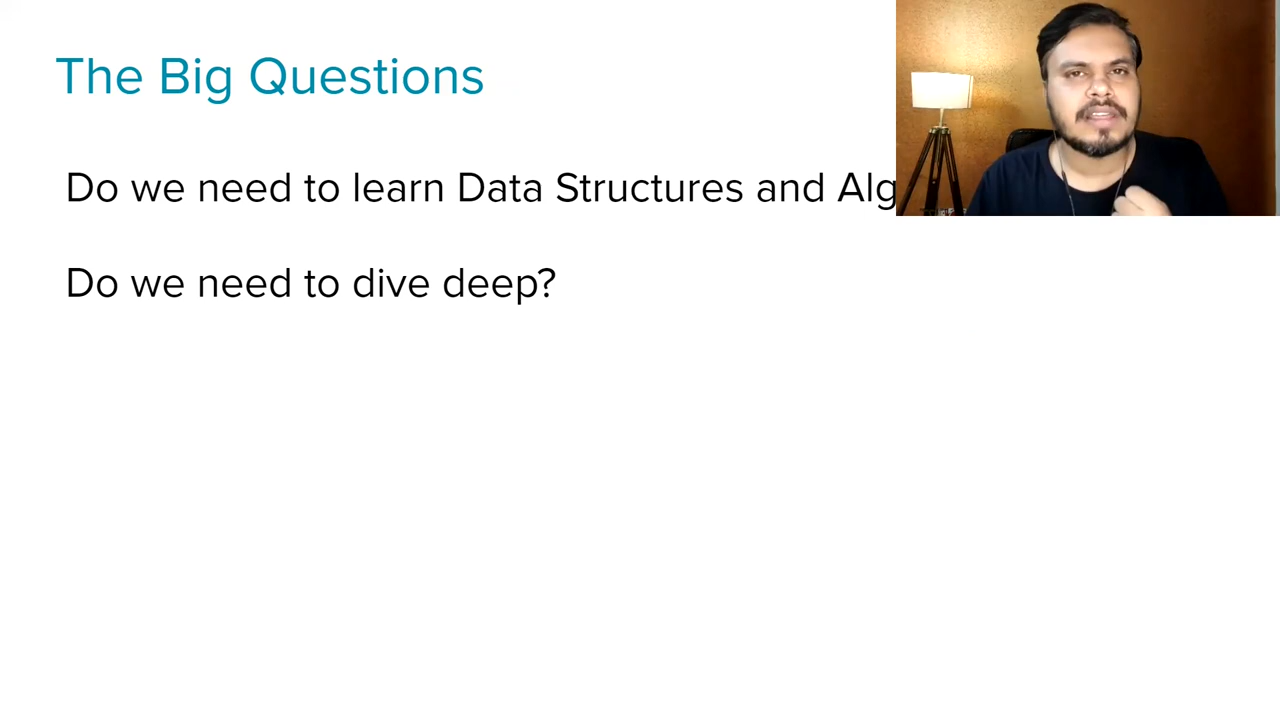 The Big Questions
Do we need to learn Data Structures and Alg
Do we need to dive deep?